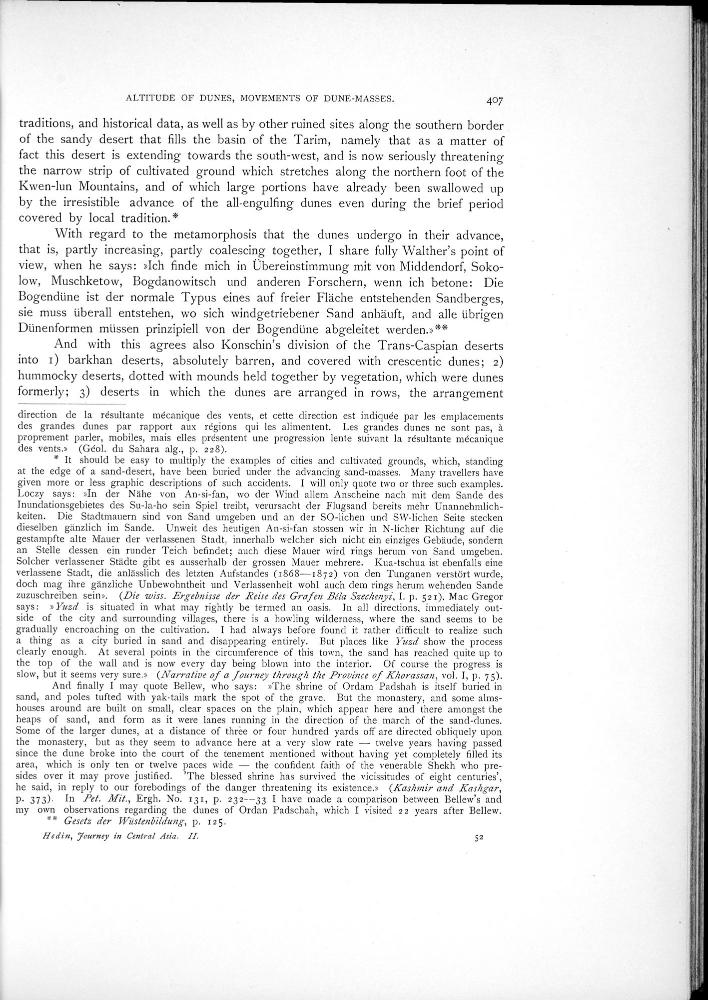 ALTITUDE OF DUNES, MOVEMENTS OF DUNE-MASSES. 407
traditions, and historical data, as well as by other ruined sites along the southern border
of the sandy desert that fills the basin of the Tarim, namely that as a matter of
fact this desert is extending towards the south-west, and is now seriously threatening
the narrow strip of cultivated ground which stretches along the northern foot of the
Kwen-lun Mountains, and of which large portions have already been swallowed up
by the irresistible advance of the all-engulfing dunes even during the brief period
covered by local tradition.*
With regard to the metamorphosis that the dunes undergo in their advance,
that is, partly increasing, partly coalescing together, I share fully Walther's point of
view, when he says: »Ich finde mich in Übereinstimmung mit von Middendorf, Soko-
low, Muschketow, Bogdanowitsch und anderen Forschern, wenn ich betone: Die
Bogendüne ist der normale Typus eines auf freier Fläche entstehenden Sandberges,
sie muss überall entstehen, wo sich windgetriebener Sand anhäuft, und alle übrigen
Dünenformen müssen prinzipiell von der Bogendüne abgeleitet werden.»**
And with this agrees also Konschin's division of the Trans-Caspian deserts
into 1) barkhan deserts, absolutely barren, and covered with crescentic dunes; 2)
hummocky deserts, dotted with mounds held together by vegetation, which were dunes
formerly; 3) deserts in which the dunes are arranged in rows, the arrangement
direction de la résultante mécanique des vents, et cette direction est indiquée par les emplacements
des grandes dunes par rapport aux régions qui les alimentent. Les grandes dunes ne sont pas, à
proprement parler, mobiles, mais elles présentent une progression lente suivant la résultante mécanique
des vents.» (Géol. du Sahara alg., p. 228).
* It should be easy to multiply the examples of cities and cultivated grounds, which, standing
at the edge of a sand-desert, have been buried under the advancing sand-masses. Many travellers have
given more or less graphic descriptions of such accidents. I will only quote two or three such examples.
Loczy says: »In der Nähe von An-si-fan, wo der Wind allem Anscheine nach mit dem Sande des
Inundationsgebietes des Su-la-ho sein Spiel treibt, verursacht der Flugsand bereits mehr Unannehmlich-
keiten. Die Stadtmauern sind von Sand umgeben und an der SO-lichen und SW-lichen Seite stecken
dieselben gänzlich im Sande. Unweit des heutigen An-si-fan stossen wir in N-licher Richtung auf die
gestampfte alte Mauer der verlassenen Stadt, innerhalb welcher sich nicht ein einziges Gebäude, sondern
an Stelle dessen ein runder Teich befindet; auch diese Mauer wird rings herum von Sand umgeben.
Solcher verlassener Städte gibt es ausserhalb der grossen Mauer mehrere. Kua-tschua ist ebenfalls eine
verlassene Stadt, die anlässlich des letzten Aufstandes (1868—1872) von den Tunganen verstört wurde,
doch mag ihre gänzliche Unbewohntheit und Verlassenheit wohl auch dem rings herum wehenden Sande
zuzuschreiben sein». (Die wiss. Ergebnisse der Reise des Grafen Béla Szechenyi, I. p. 521). Mac Gregor
says: »Yuzd is situated in what may rightly be termed an oasis. In all directions, immediately out-
side of the city and surrounding villages, there is a howling wilderness, where the sand seems to be
gradually encroaching on the cultivation. I had always before found it rather difficult to realize such
a thing as a city buried in sand and disappearing entirely. But places like Yuzd show the process
clearly enough. At several points in the circumference of this town, the sand has reached quite up to
the top of the wall and is now every day being blown into the interior. Of course the progress is
slow, but it seems very sure.» (Narrative of a Journey through the Province of Khorassan, vol. I, p. 75).
And finally I may quote Bellew, who says: »The shrine of Ordam Padshah is itself buried in
sand, and poles tufted with yak-tails mark the spot of the grave. But the monastery, and some alms-
houses around are built on small, clear spaces on the plain, which appear here and there amongst the
heaps of sand, and form as it were lanes running in the direction of the march of the sand-dunes.
Some of the larger dunes, at a distance of three or four hundred yards off are directed obliquely upon
the monastery, but as they seem to advance here at a very slow rate — twelve years having passed
since the dune broke into the court of the tenement mentioned without having yet completely filled its
area, which is only ten or twelve paces wide — the confident faith of the venerable Shekh who pre-
sides over it may prove justified. 'The blessed shrine has survived the vicissitudes of eight centuries',
he said, in reply to our forebodings of the danger threatening its existence.» (Kashmir and Kashgar,
p. 373). In Pet. Mit., Ergh. No. 131, p. 232—33 I have made a comparison between Bellew's and
my own observations regarding the dunes of Ordan Padschah, which I visited 22 years after Bellew.
** Gesetz der Wüstenbildung, p. 125.
Hedin, Journey in Central Asia. II. 52